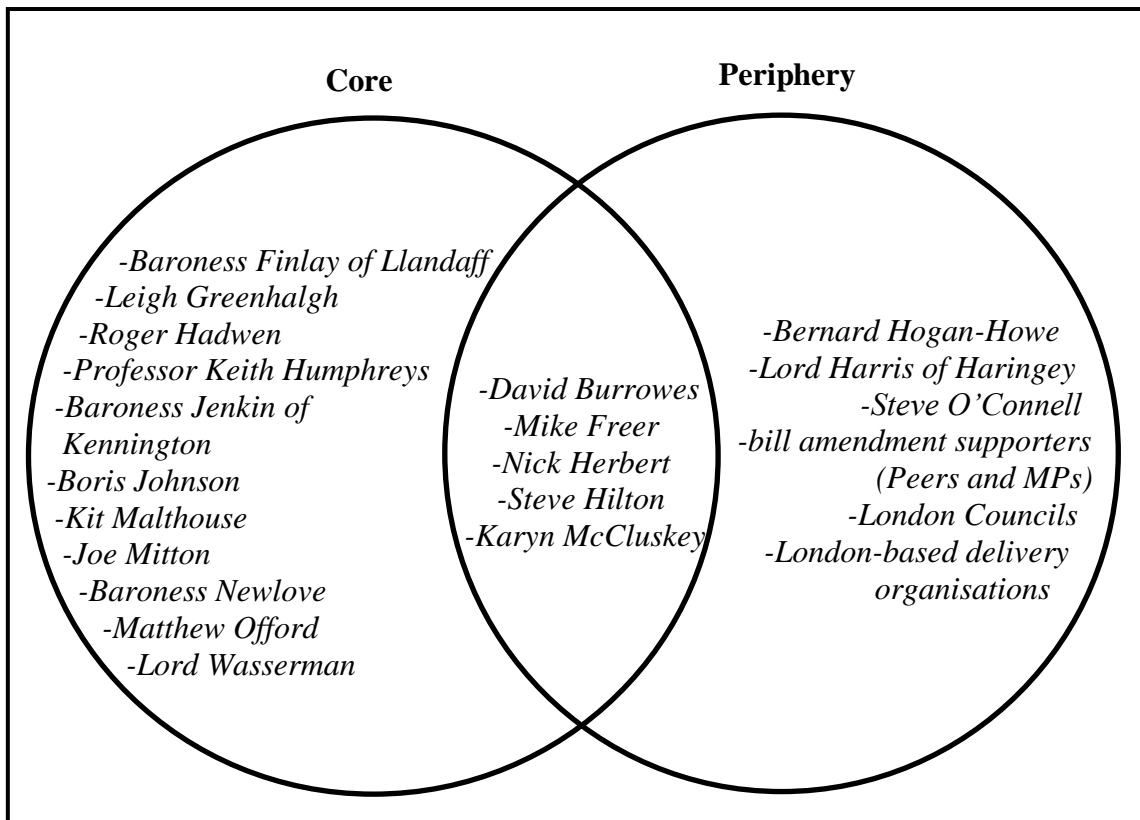 Core
Periphery
-Baroness Finlay of Llandaff
-Leigh Greenhalgh
-Roger Hadwen
-Professor Keith Humphreys
-Baroness Jenkin of
Kennington
-Boris Johnson
-Kit Malthouse
-Joe Mitton
-Baroness Newlove
-Matthew Offord
-Lord Wasserman
-David Burrowes
-Mike Freer
-Nick Herbert
-Steve Hilton
-Karyn McCluskey
-Bernard Hogan-Howe
-Lord Harris of Haringey
-Steve O’Connell
-bill amendment supporters
(Peers and MPs)
-London Councils
-London-based delivery
organisations